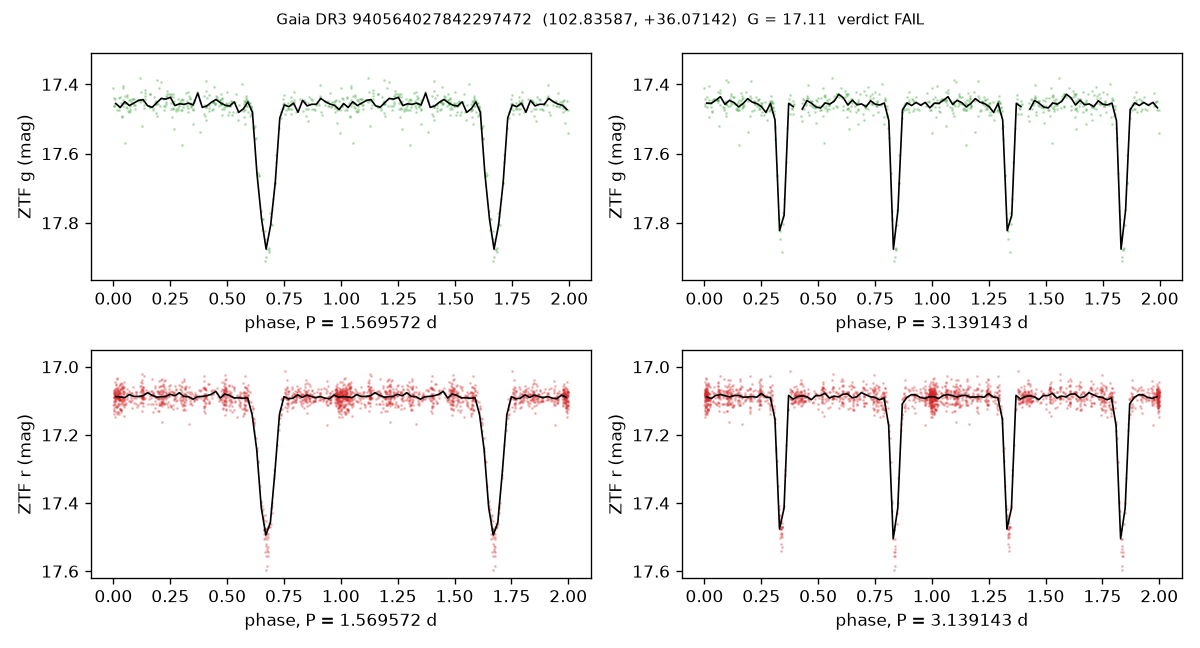 Gaia DR3 940564027842297472 (102.83587, +36.07142) G = 17.11 verdict FAIL
ZTF g (mag)
17.4
17.6
17.8
0.00 0.25 0.50 0.75 1.00 1.25 1.50 1.75 2.00
phase, P = 1.569572 d
ZTF g (mag)
17.4
17.6
17.8
0.00 0.25 0.50 0.75 1.00 1.25 1.50 1.75 2.00
phase, P = 3.139143 d
ZTF r (mag)
17.0
17.2
17.4
17.6
0.00 0.25 0.50 0.75 1.00 1.25 1.50 1.75 2.00
phase, P = 1.569572 d
ZTF r (mag)
17.0
17.2
17.4
17.6
0.00 0.25 0.50 0.75 1.00 1.25 1.50 1.75 2.00
phase, P = 3.139143 d